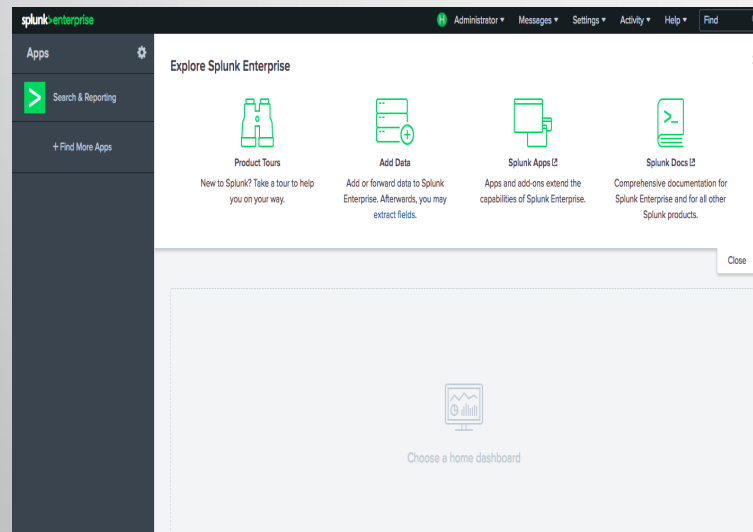 splunk>enterprise
H Administrator ▾ Messages ▾ Settings ▾ Activity ▾ Help ▾ Find
Apps
Search & Reporting
+ Find More Apps
Explore Splunk Enterprise
Product Tours
New to Splunk? Take a tour to help
you on your way.
Add Data
Add or forward data to Splunk
Enterprise. Afterwards, you may
extract fields.
Splunk Apps
Apps and add-ons extend the
capabilities of Splunk Enterprise.
Splunk Docs
Comprehensive documentation for
Splunk Enterprise and for all other
Splunk products.
Close
Choose a home dashboard